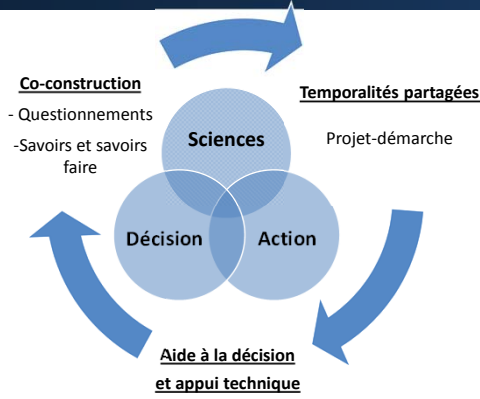 Co-construction
- Questionnements
-Savoirs et savoirs
faire
Temporalités partagées
Projet-démarche
Sciences
Décision
Action
Aide à la décision
et appui technique